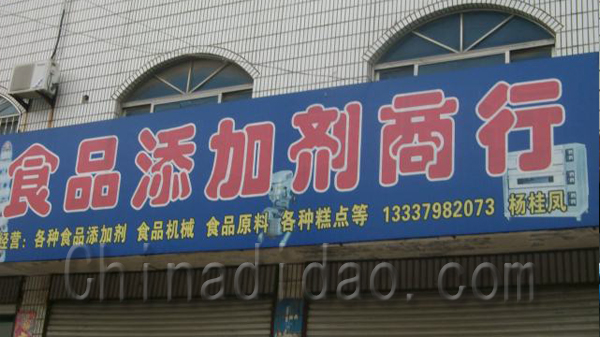 食品添加剂商行
经营:各种食品添加剂 食品机械 食品原料 各种糕点等 13337982073 杨桂凤
Chinadidao.com